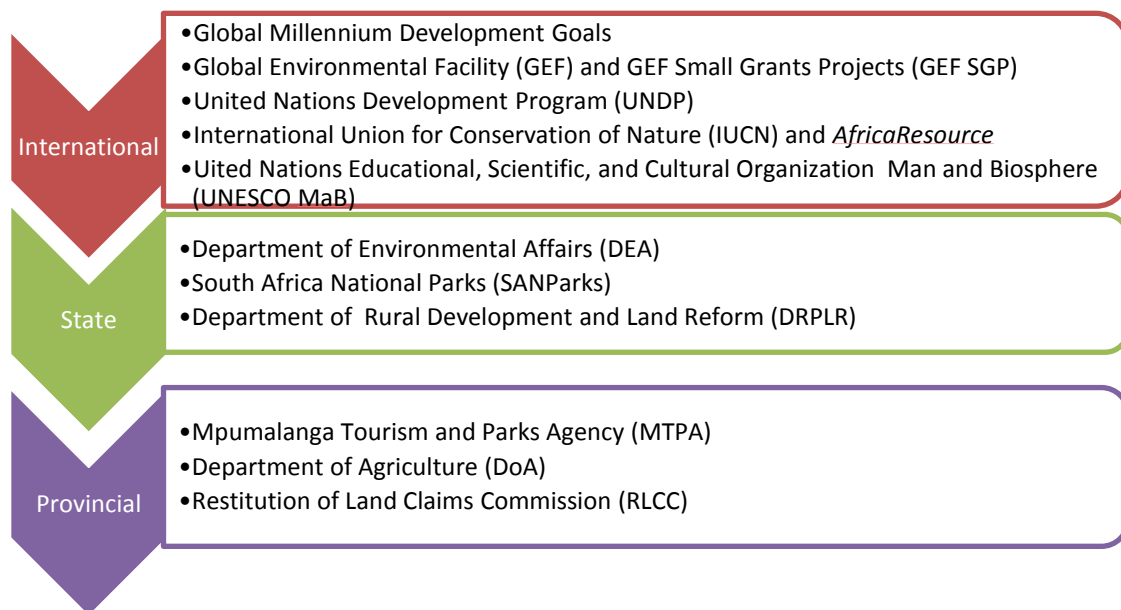 International
•Global Millennium Development Goals
•Global Environmental Facility (GEF) and GEF Small Grants Projects (GEF SGP)
•United Nations Development Program (UNDP)
•International Union for Conservation of Nature (IUCN) and AfricaResource
•Uited Nations Educational, Scientific, and Cultural Organization  Man and Biosphere
(UNESCO MaB)
State
•Department of Environmental Affairs (DEA)
•South Africa National Parks (SANParks)
•Department of  Rural Development and Land Reform (DRPLR)
Provincial
•Mpumalanga Tourism and Parks Agency (MTPA)
•Department of Agriculture (DoA)
•Restitution of Land Claims Commission (RLCC)